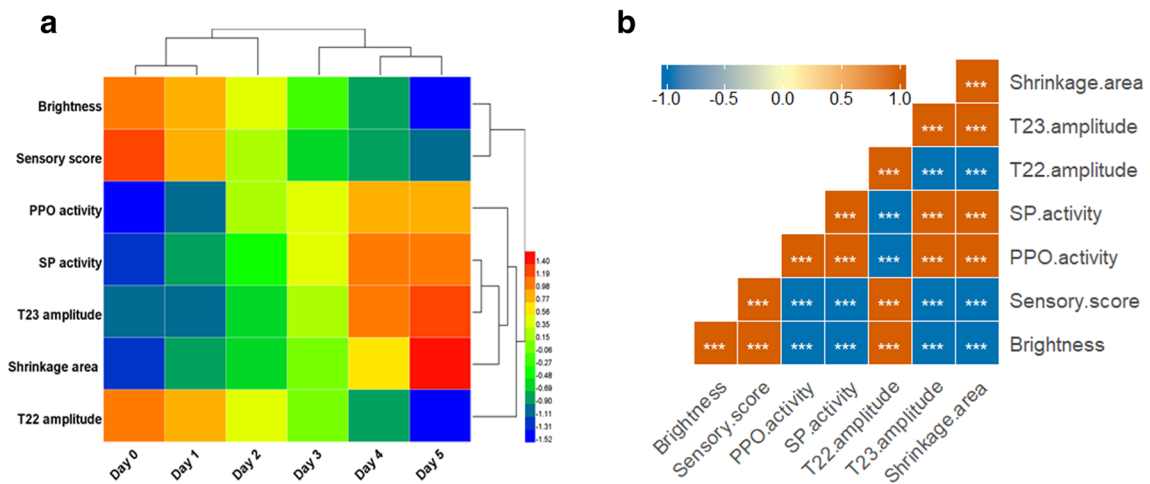 a
Brightness
Sensory score
PPO activity
SP activity
T23 amplitude
Shrinkage area
T22 amplitude
Day 0 Day 1 Day 2 Day 3 Day 4 Day 5
1.40
1.19
0.98
0.77
0.56
0.35
0.15
-0.06
-0.27
-0.48
-0.69
-0.90
-1.11
-1.31
-1.52
b
-1.0 -0.5 0.0 0.5 1.0
*** Shrinkage.area
*** *** T23.amplitude
*** *** *** T22.amplitude
*** *** *** *** SP.activity
*** *** *** *** *** PPO.activity
*** *** *** *** *** *** Sensory.score
*** *** *** *** *** *** *** Brightness
Brightness Sensory.score PPO.activity SP.activity T22.amplitude T23.amplitude Shrinkage.area